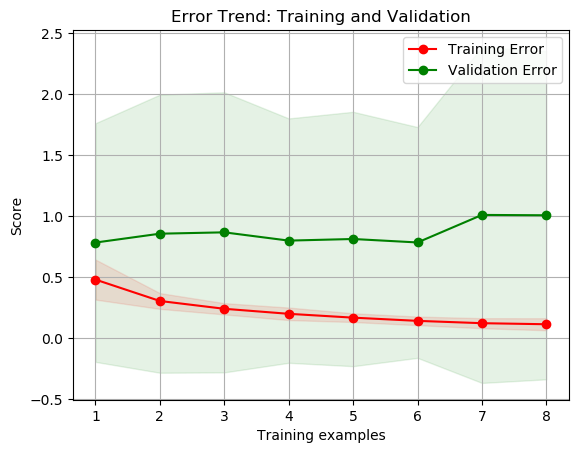 Error Trend: Training and Validation
Training Error
Validation Error
Score
2.5
2.0
1.5
1.0
0.5
0.0
−0.5
1 2 3 4 5 6 7 8
Training examples